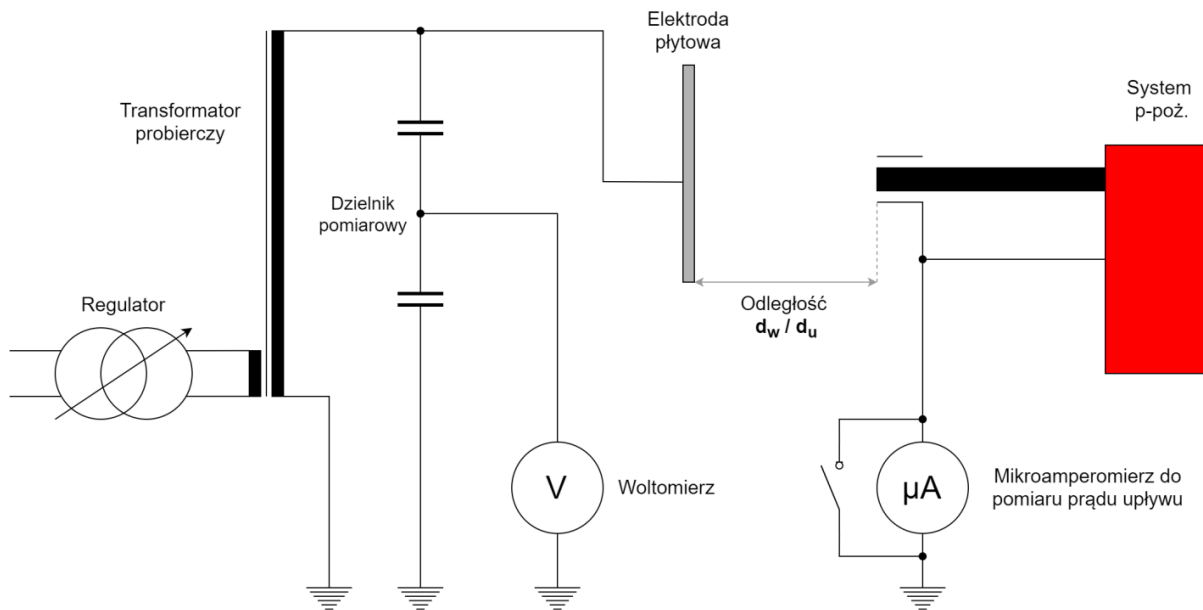 Elektroda
płytowa
System
p-poż.
Transformator
probierczy
Dzielnik
pomiarowy
Regulator
Odległość
dw / du
V
Woltomierz
µA
Mikroamperomierz do
pomiaru prądu upływu